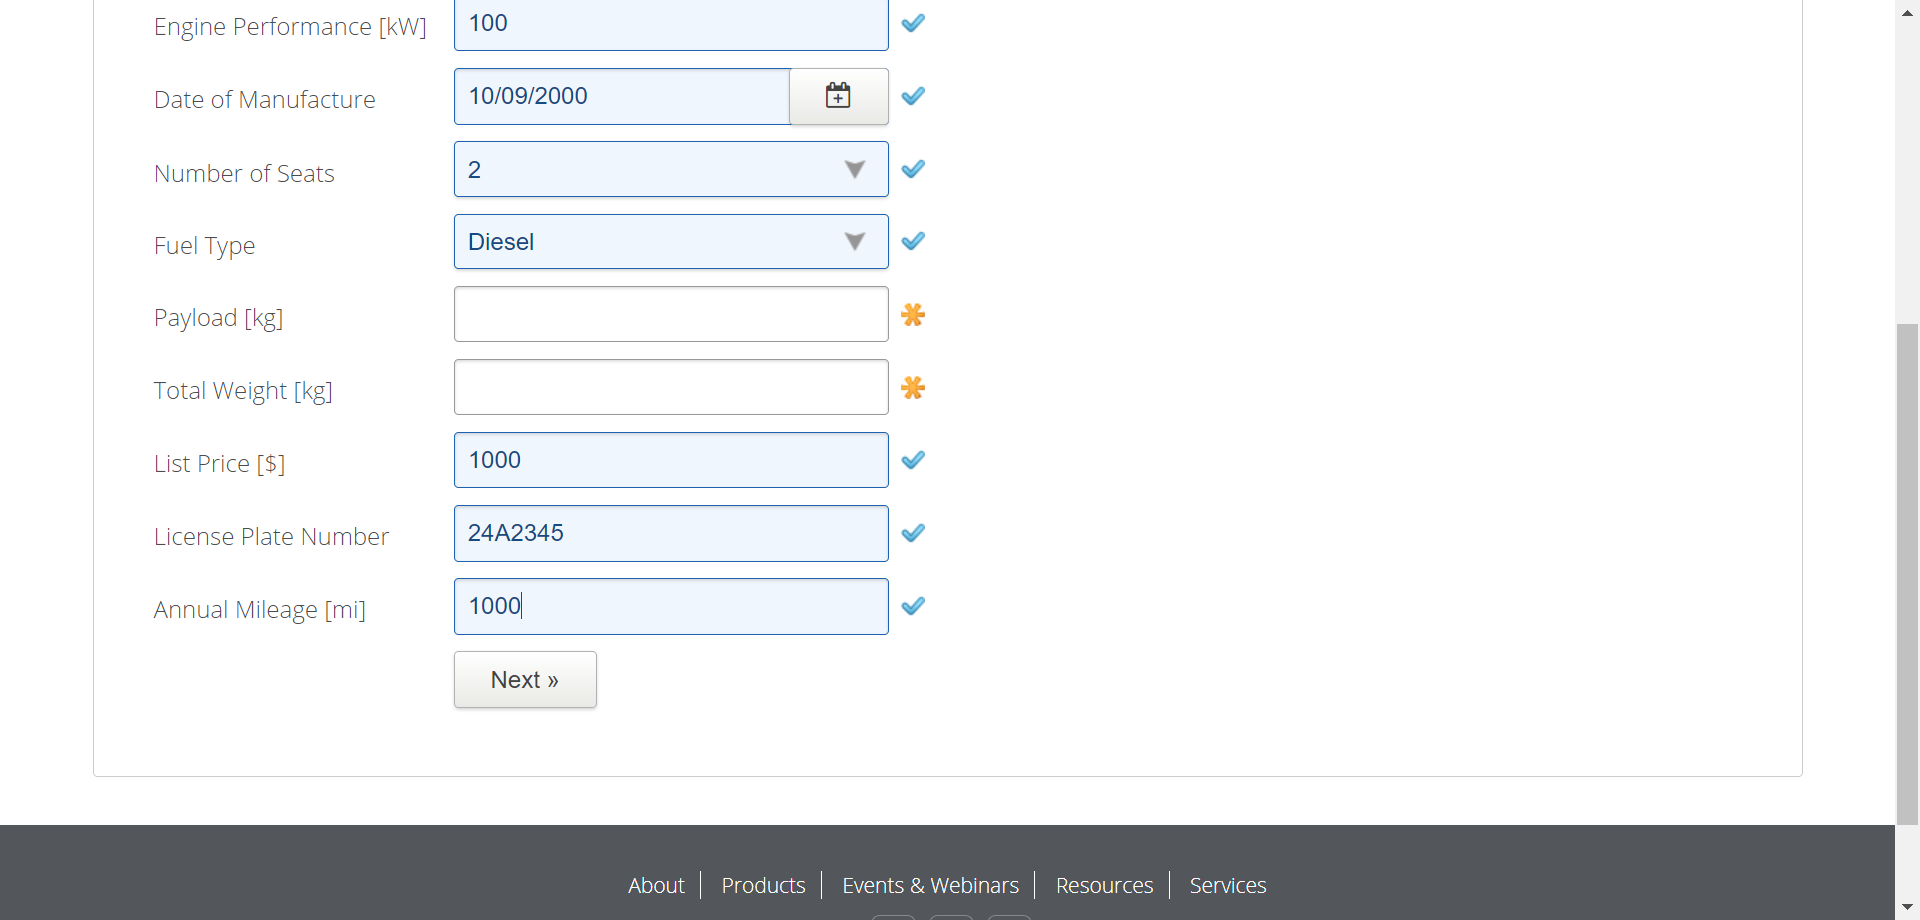 Engine Performance [kW] 100
Date of Manufacture 10/09/2000
Number of Seats 2
Fuel Type Diesel
Payload [kg]
Total Weight [kg]
List Price [$] 1000
License Plate Number 24A2345
Annual Mileage [mi] 1000
Next »
About Products Events & Webinars Resources Services